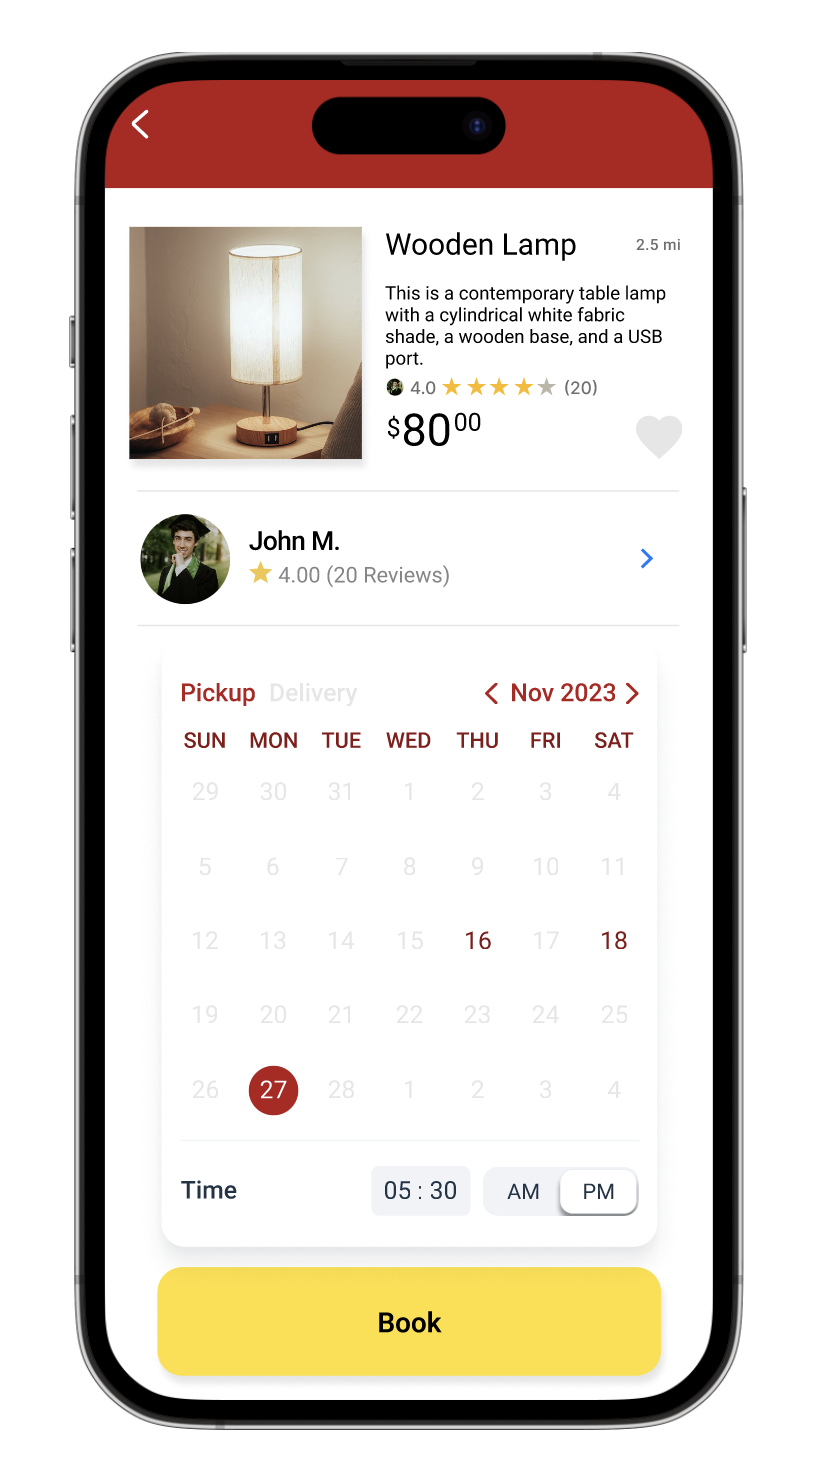 Wooden Lamp 2.5 mi
This is a contemporary table lamp
with a cylindrical white fabric
shade, a wooden base, and a USB
port.
4.0 (20)
$8000
John M.
4.00 (20 Reviews)
Pickup Delivery Nov 2023
SUN MON TUE WED THU FRI SAT
29 30 31 1 2 3 4
5 6 7 8 9 10 11
12 13 14 15 16 17 18
19 20 21 22 23 24 25
26 27 28 1 2 3 4
Time 05 : 30 AM PM
Book